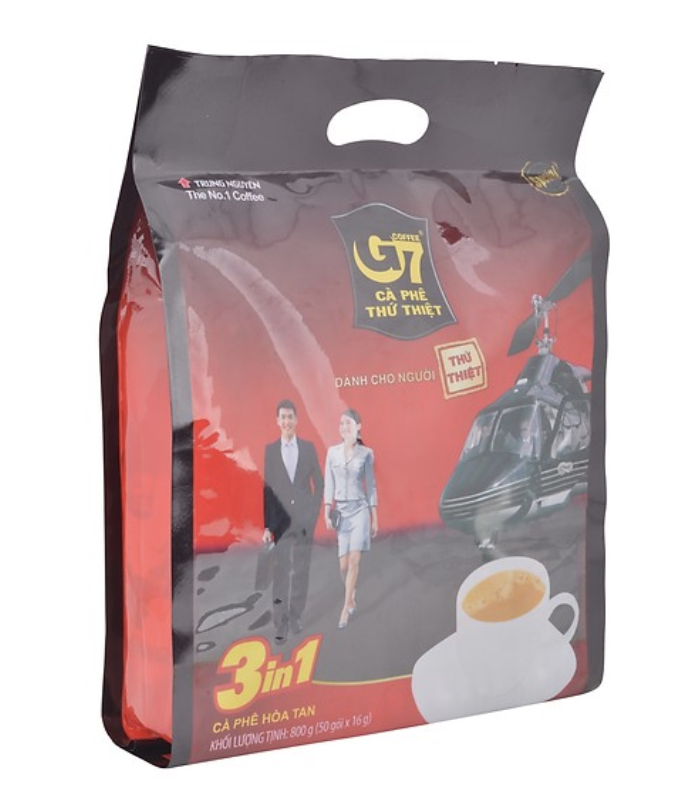 TRUNG NGUYÊN
The No.1 Coffee
COFFEE
G7
CÀ PHÊ
THỨ THIỆT
DÀNH CHO NGƯỜI
THỨ
THIỆT
3in1
CÀ PHÊ HÒA TAN
KHỐI LƯỢNG TỊNH: 800 g (50 gói x 16 g)